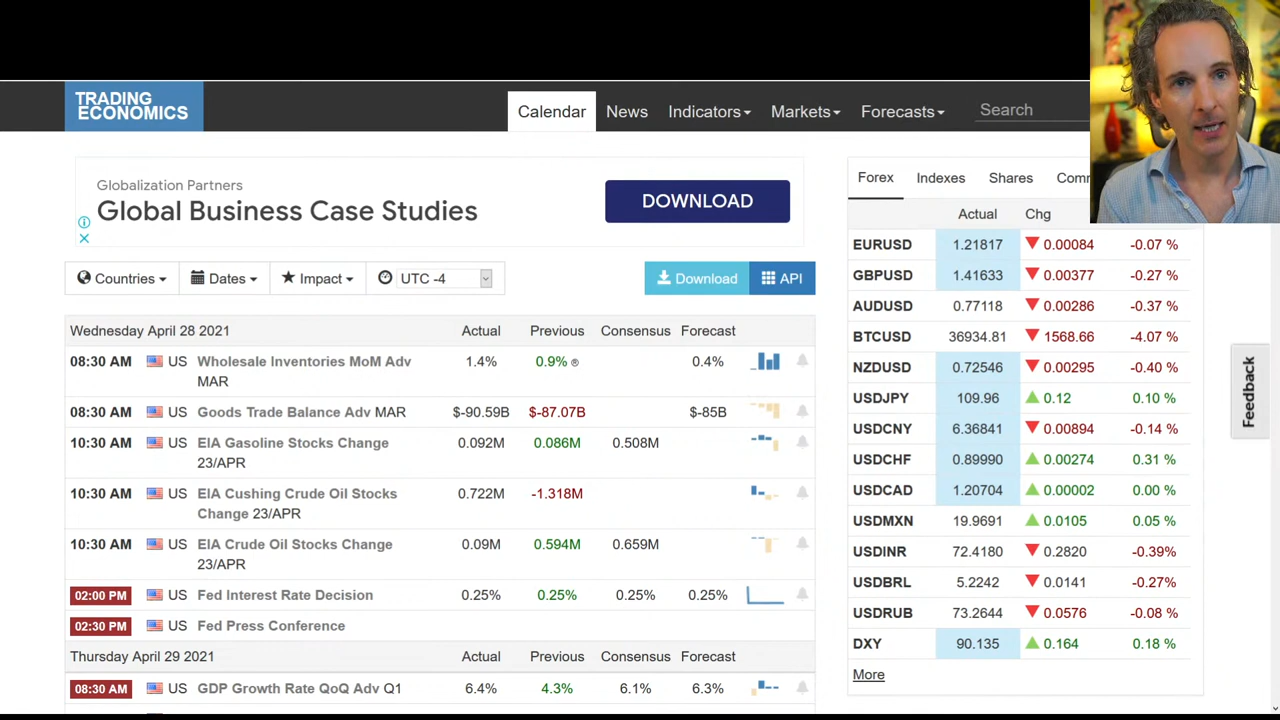 TRADING
ECONOMICS
Calendar News Indicators Markets Forecasts Search
Globalization Partners
Global Business Case Studies
DOWNLOAD
Countries Dates Impact UTC -4 Download API
Wednesday April 28 2021 Actual Previous Consensus Forecast
08:30 AM US Wholesale Inventories MoM Adv 1.4% 0.9% ® 0.4%
MAR
08:30 AM US Goods Trade Balance Adv MAR $-90.59B $-87.07B $-85B
10:30 AM US EIA Gasoline Stocks Change 0.092M 0.086M 0.508M
23/APR
10:30 AM US EIA Cushing Crude Oil Stocks 0.722M -1.318M
Change 23/APR
10:30 AM US EIA Crude Oil Stocks Change 0.09M 0.594M 0.659M
23/APR
02:00 PM US Fed Interest Rate Decision 0.25% 0.25% 0.25% 0.25%
02:30 PM US Fed Press Conference
Thursday April 29 2021 Actual Previous Consensus Forecast
08:30 AM US GDP Growth Rate QoQ Adv Q1 6.4% 4.3% 6.1% 6.3%
Forex Indexes Shares Comm
Actual Chg
EURUSD 1.21817 0.00084 -0.07 %
GBPUSD 1.41633 0.00377 -0.27 %
AUDUSD 0.77118 0.00286 -0.37 %
BTCUSD 36934.81 1568.66 -4.07 %
NZDUSD 0.72546 0.00295 -0.40 %
USDJPY 109.96 0.12 0.10 %
USDCNY 6.36841 0.00894 -0.14 %
USDCHF 0.89990 0.00274 0.31 %
USDCAD 1.20704 0.00002 0.00 %
USDMXN 19.9691 0.0105 0.05 %
USDINR 72.4180 0.2820 -0.39%
USDBRL 5.2242 0.0141 -0.27%
USDRUB 73.2644 0.0576 -0.08 %
DXY 90.135 0.164 0.18 %
More
Feedback